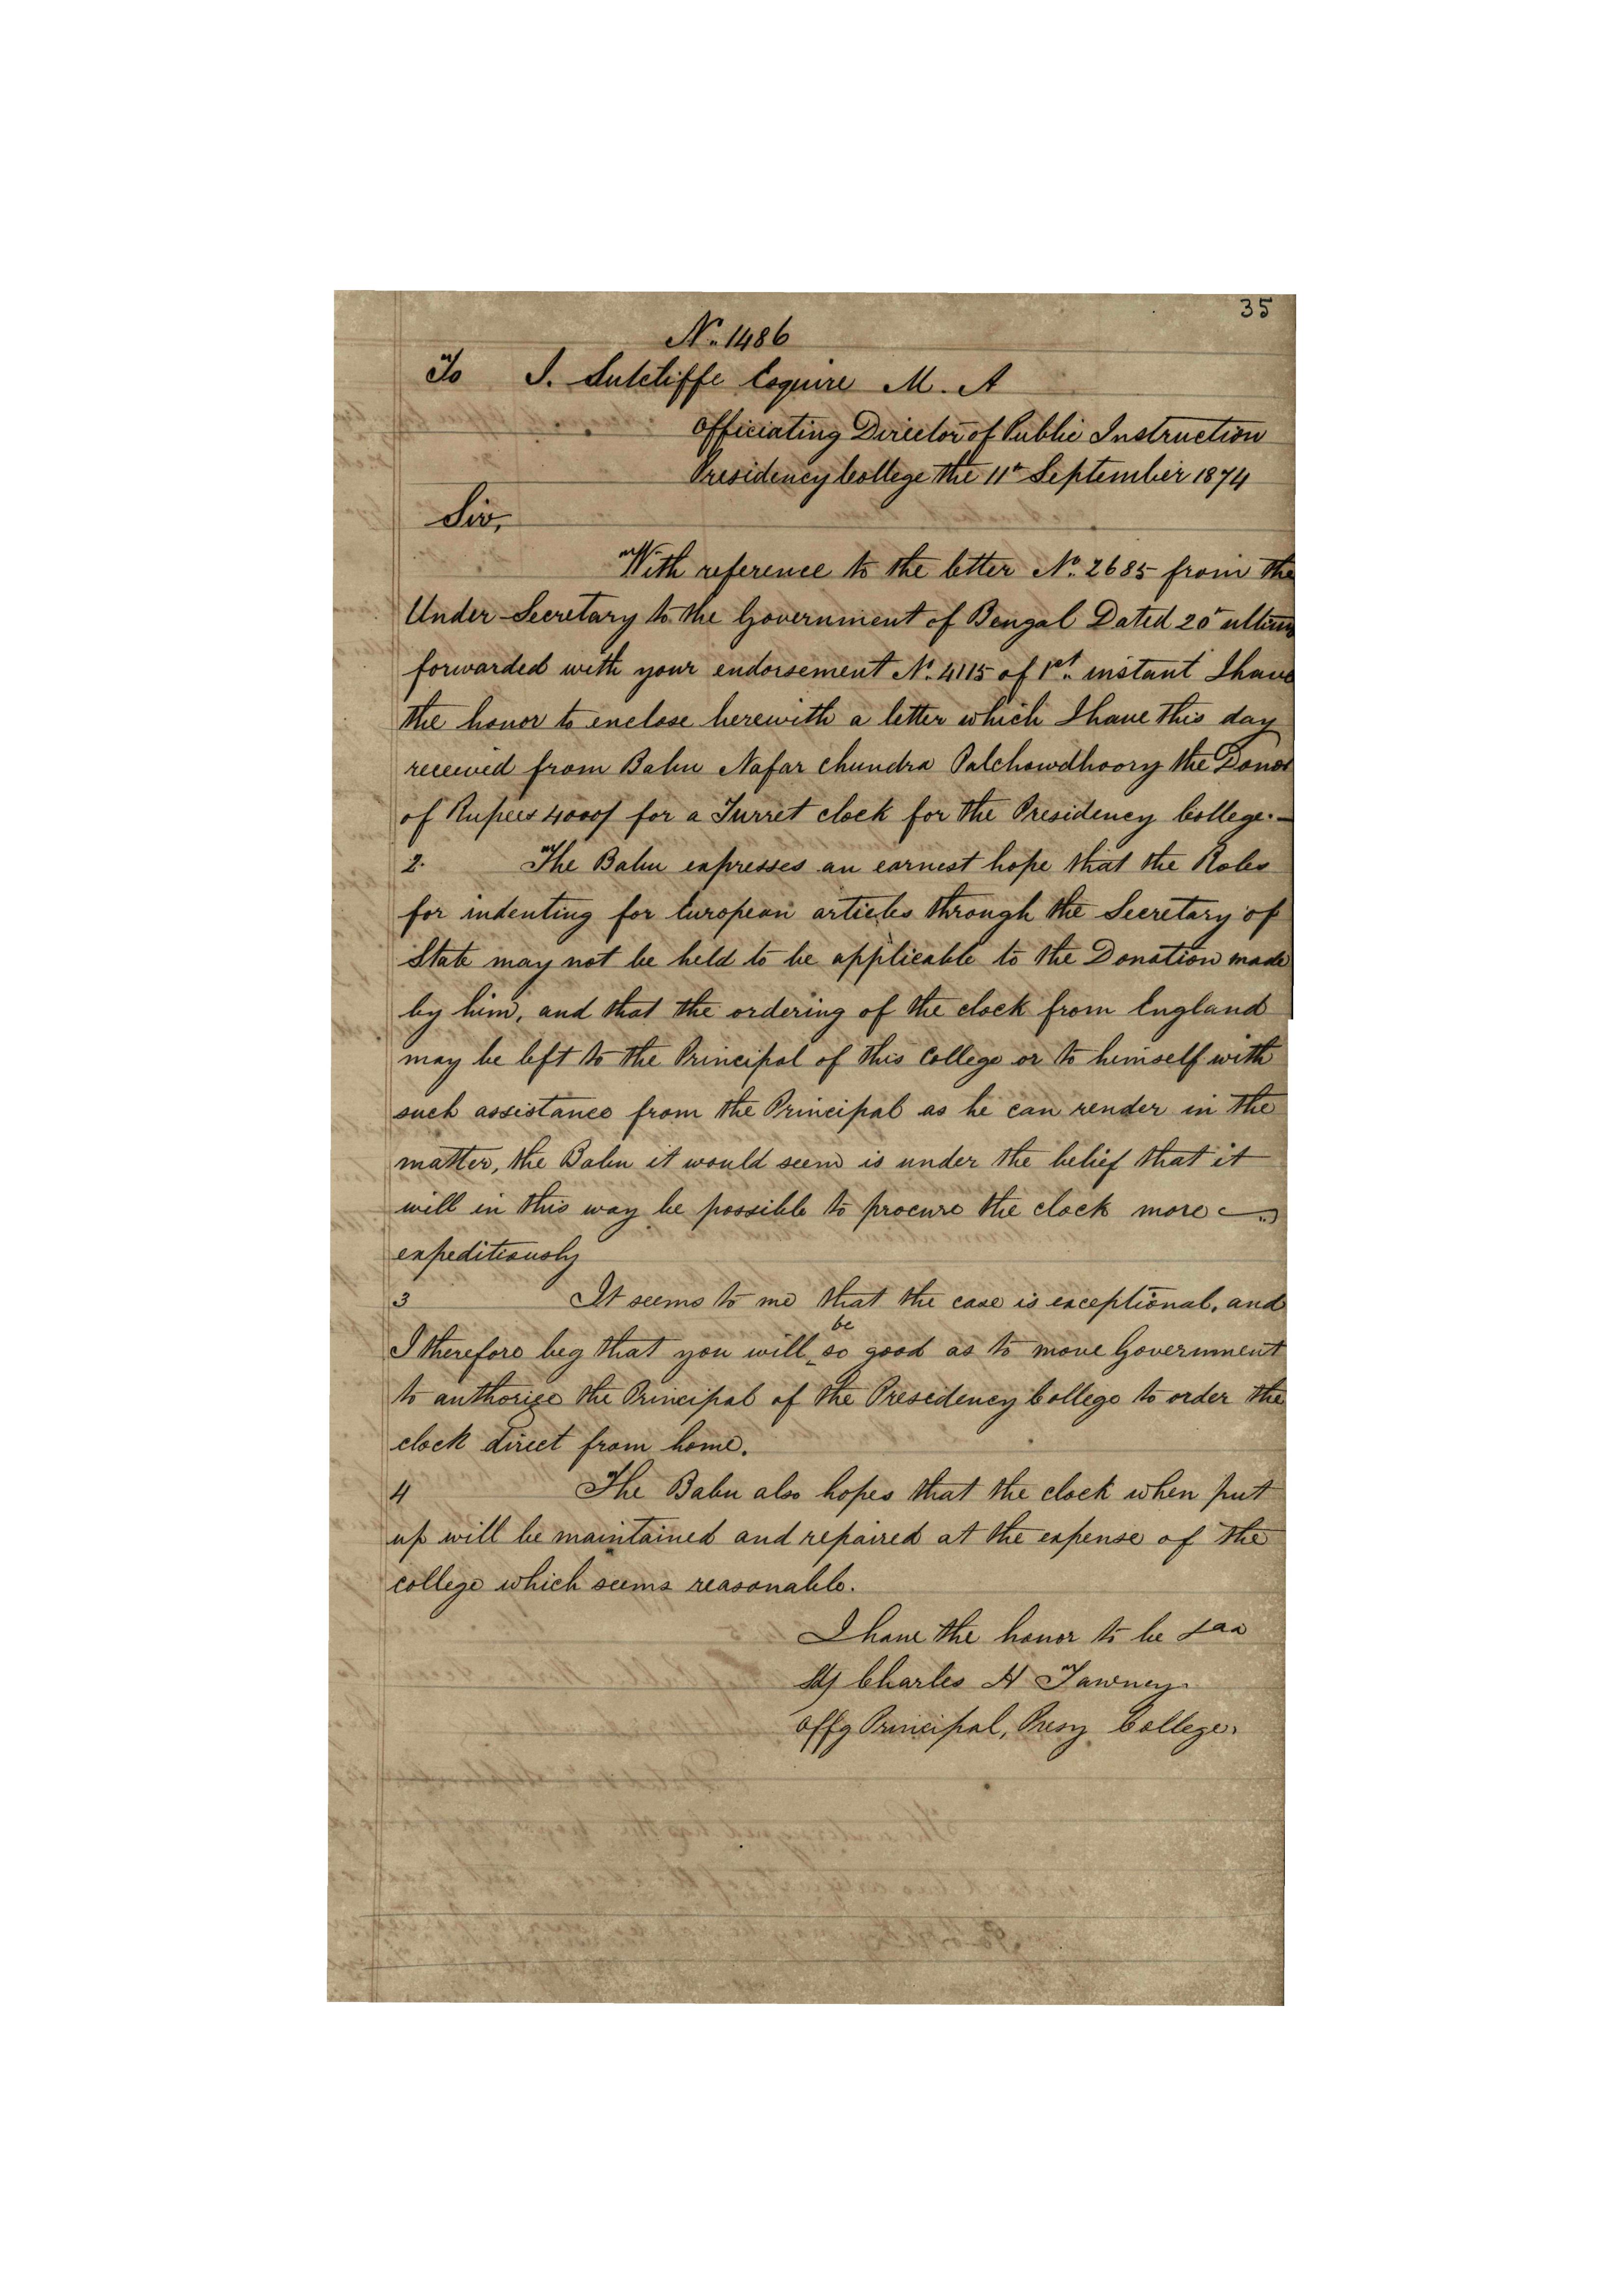 35
No. 1486
To J. Sutcliffe Esquire M. A
Officiating Director of Public Instruction
Presidency College the 11th September 1874
Sir,
With reference to the letter No. 2685 from the
Under-Secretary to the Government of Bengal Dated 20th ultimo
forwarded with your endorsement No. 4115 of 1st. instant I have
the honor to enclose herewith a letter which I have this day
received from Babu Nafar Chundra Palchowdhoory the Donor
of Rupees 4000/ for a Turret clock for the Presidency College.-
2. The Babu expresses an earnest hope that the Rules
for indenting for European articles through the Secretary of
State may not be held to be applicable to the Donation made
by him, and that the ordering of the clock from England
may be left to the Principal of this College or to himself with
such assistance from the Principal as he can render in the
matter, the Babu it would seem is under the belief that it
will in this way be possible to procure the clock more
expeditiously
3 It seems to me that the case is exceptional, and
I therefore beg that you will be so good as to move Government
to authorize the Principal of the Presedency College to order the
clock direct from home.
4 The Babu also hopes that the clock when put
up will be maintained and repaired at the expense of the
college which seems reasonable.
I have the honor to be &aa
Sd/ Charles H Tawney
Offg Principal, Presy College.